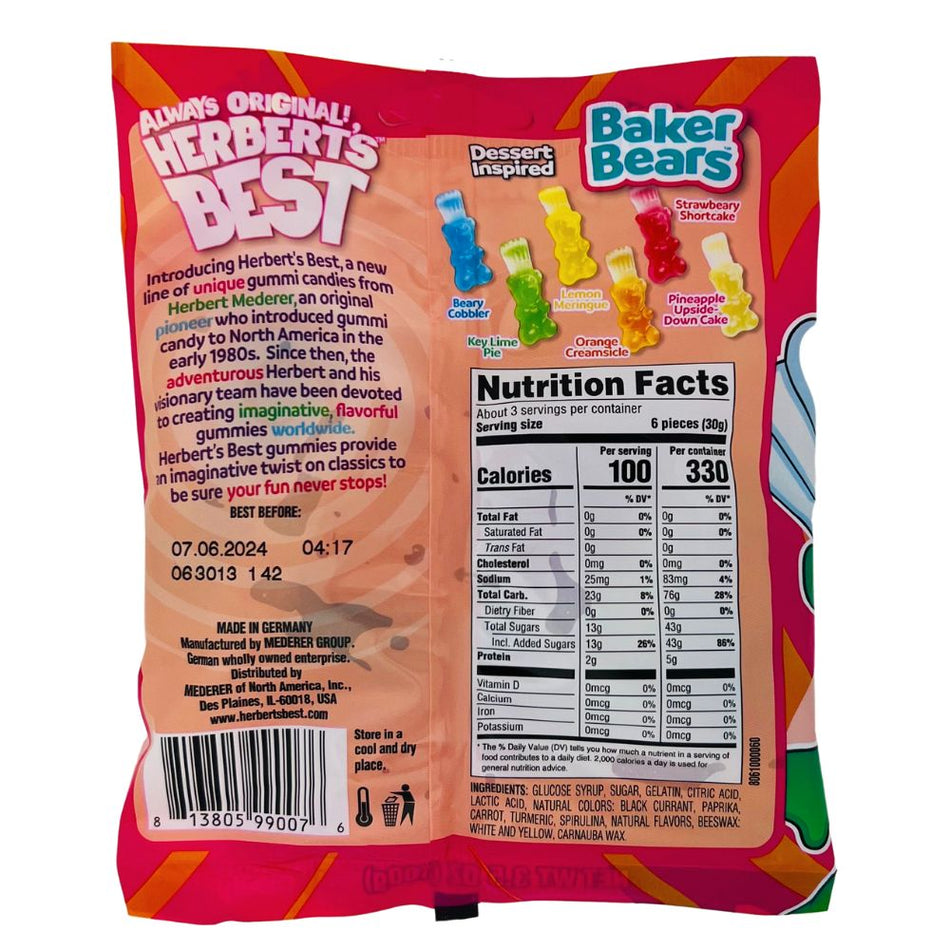 ALWAYS ORIGINAL!,
HERBERT'S™
BEST
Introducing Herbert's Best, a new
line of unique gummi candies from
Herbert Mederer, an original
pioneer who introduced gummi
candy to North America in the
early 1980s. Since then, the
adventurous Herbert and his
visionary team have been devoted
to creating imaginative, flavorful
gummies worldwide.
Herbert's Best gummies provide
an imaginative twist on classics to
be sure your fun never stops!
BEST BEFORE:
07.06.2024 04:17
063013 142
MADE IN GERMANY
Manufactured by MEDERER GROUP.
German wholly owned enterprise.
Distributed by
MEDERER of North America, Inc.,
Des Plaines, IL-60018, USA
www.herbertsbest.com
Store in a
cool and dry
place.
8 13805 99007 6
Dessert
Inspired
Baker
Bears™
Strawbeary
Shortcake
Beary
Cobbler
Lemon
Meringue
Pineapple
Upside-
Down Cake
Key Lime
Pie
Orange
Creamsicle
Nutrition Facts
About 3 servings per container
Serving size 6 pieces (30g)
Per serving Per container
Calories 100 330
% DV* % DV*
Total Fat 0g 0% 0g 0%
Saturated Fat 0g 0% 0g 0%
Trans Fat 0g 0g
Cholesterol 0mg 0% 0mg 0%
Sodium 25mg 1% 83mg 4%
Total Carb. 23g 8% 76g 28%
Dietry Fiber 0g 0% 0g 0%
Total Sugars 13g 43g
Incl. Added Sugars 13g 26% 43g 86%
Protein 2g 5g
Vitamin D 0mcg 0% 0mcg 0%
Calcium 0mcg 0% 0mcg 0%
Iron 0mcg 0% 0mcg 0%
Potassium 0mcg 0% 0mcg 0%
* The % Daily Value (DV) tells you how much a nutrient in a serving of
food contributes to a daily diet. 2,000 calories a day is used for
general nutrition advice.
8061000060
INGREDIENTS: GLUCOSE SYRUP, SUGAR, GELATIN, CITRIC ACID,
LACTIC ACID, NATURAL COLORS: BLACK CURRANT, PAPRIKA,
CARROT, TURMERIC, SPIRULINA, NATURAL FLAVORS, BEESWAX:
WHITE AND YELLOW, CARNAUBA WAX.